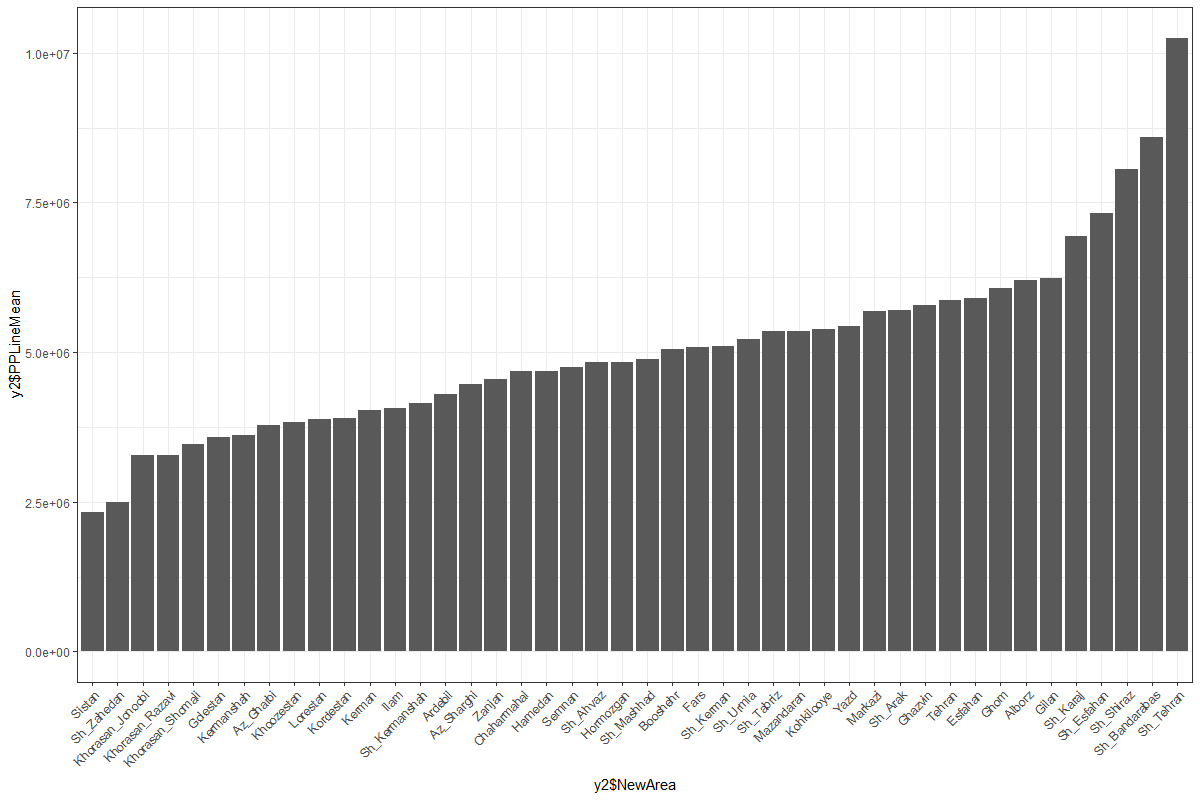 y2$PPLineMean
1.0e+07
7.5e+06
5.0e+06
2.5e+06
0.0e+00
Sistan
Sh_Zahedan
Khorasan_Jonoobi
Khorasan_Razavi
Khorasan_Shomali
Golestan
Kermanshah
Az_Gharbi
Khoozestan
Lorestan
Kordestan
Kerman
Ilam
Sh_Kermanshah
Ardebil
Az_Sharghi
Zanjan
Chaharmahal
Hamedan
Semnan
Sh_Ahvaz
Hormozgan
Sh_Mashhad
Booshehr
Fars
Sh_Kerman
Sh_Urmia
Sh_Tabriz
Mazandaran
Kohkilooye
Yazd
Markazi
Sh_Arak
Ghazvin
Tehran
Esfahan
Ghom
Alborz
Gilan
Sh_Karaj
Sh_Esfahan
Sh_Shiraz
Sh_Bandarabas
Sh_Tehran
y2$NewArea